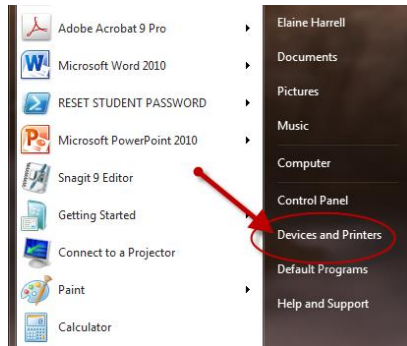 Adobe Acrobat 9 Pro
Microsoft Word 2010
RESET STUDENT PASSWORD
Microsoft PowerPoint 2010
Snagit 9 Editor
Getting Started
Connect to a Projector
Paint
Calculator
Elaine Harrell
Documents
Pictures
Music
Computer
Control Panel
Devices and Printers
Default Programs
Help and Support